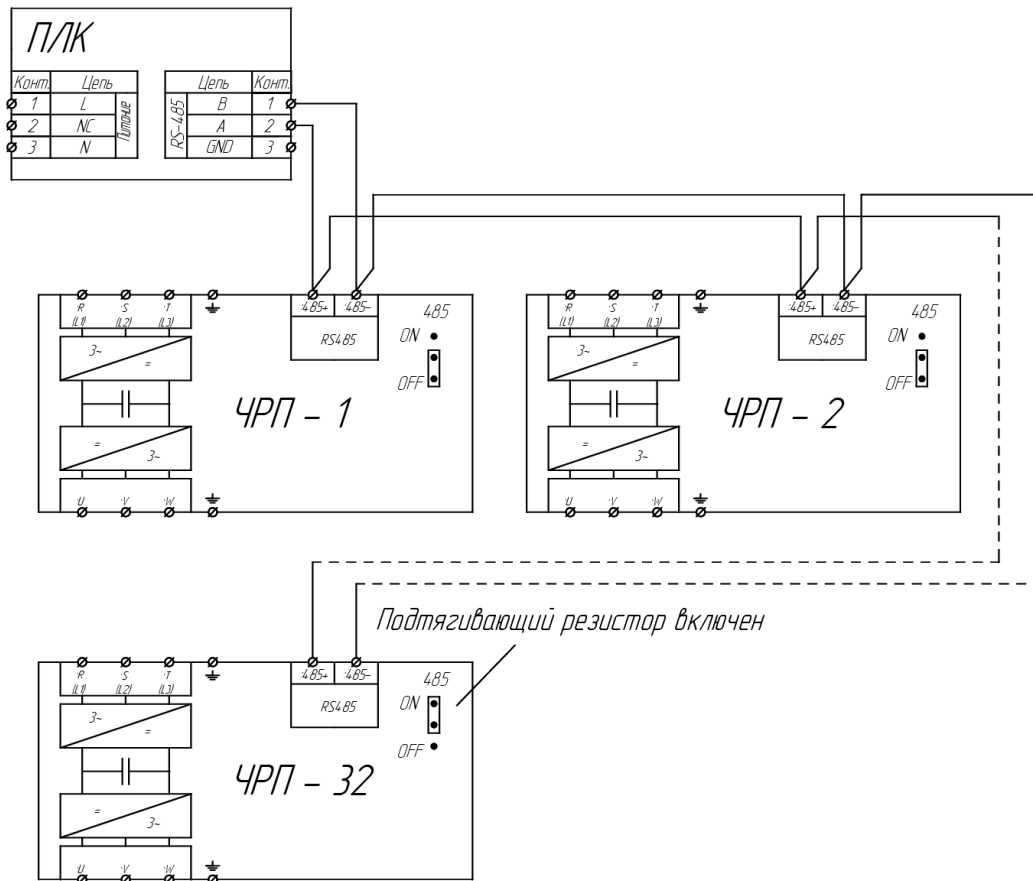 ПЛК
Конт. Цепь
1 L
2 NC
3 N
Питание
Цепь Конт.
RS-485
B 1
A 2
GND 3
·R ·S ·T
(L1) (L2) (L3)
·485+ ·485-
RS485
485
ON
OFF
3~
=
ЧРП - 1
=
3~
·U ·V ·W
·R ·S ·T
(L1) (L2) (L3)
·485+ ·485-
RS485
485
ON
OFF
3~
=
ЧРП - 2
=
3~
·U ·V ·W
Подтягивающий резистор включен
·R ·S ·T
(L1) (L2) (L3)
·485+ ·485-
RS485
485
ON
OFF
3~
=
ЧРП - 32
=
3~
·U ·V ·W